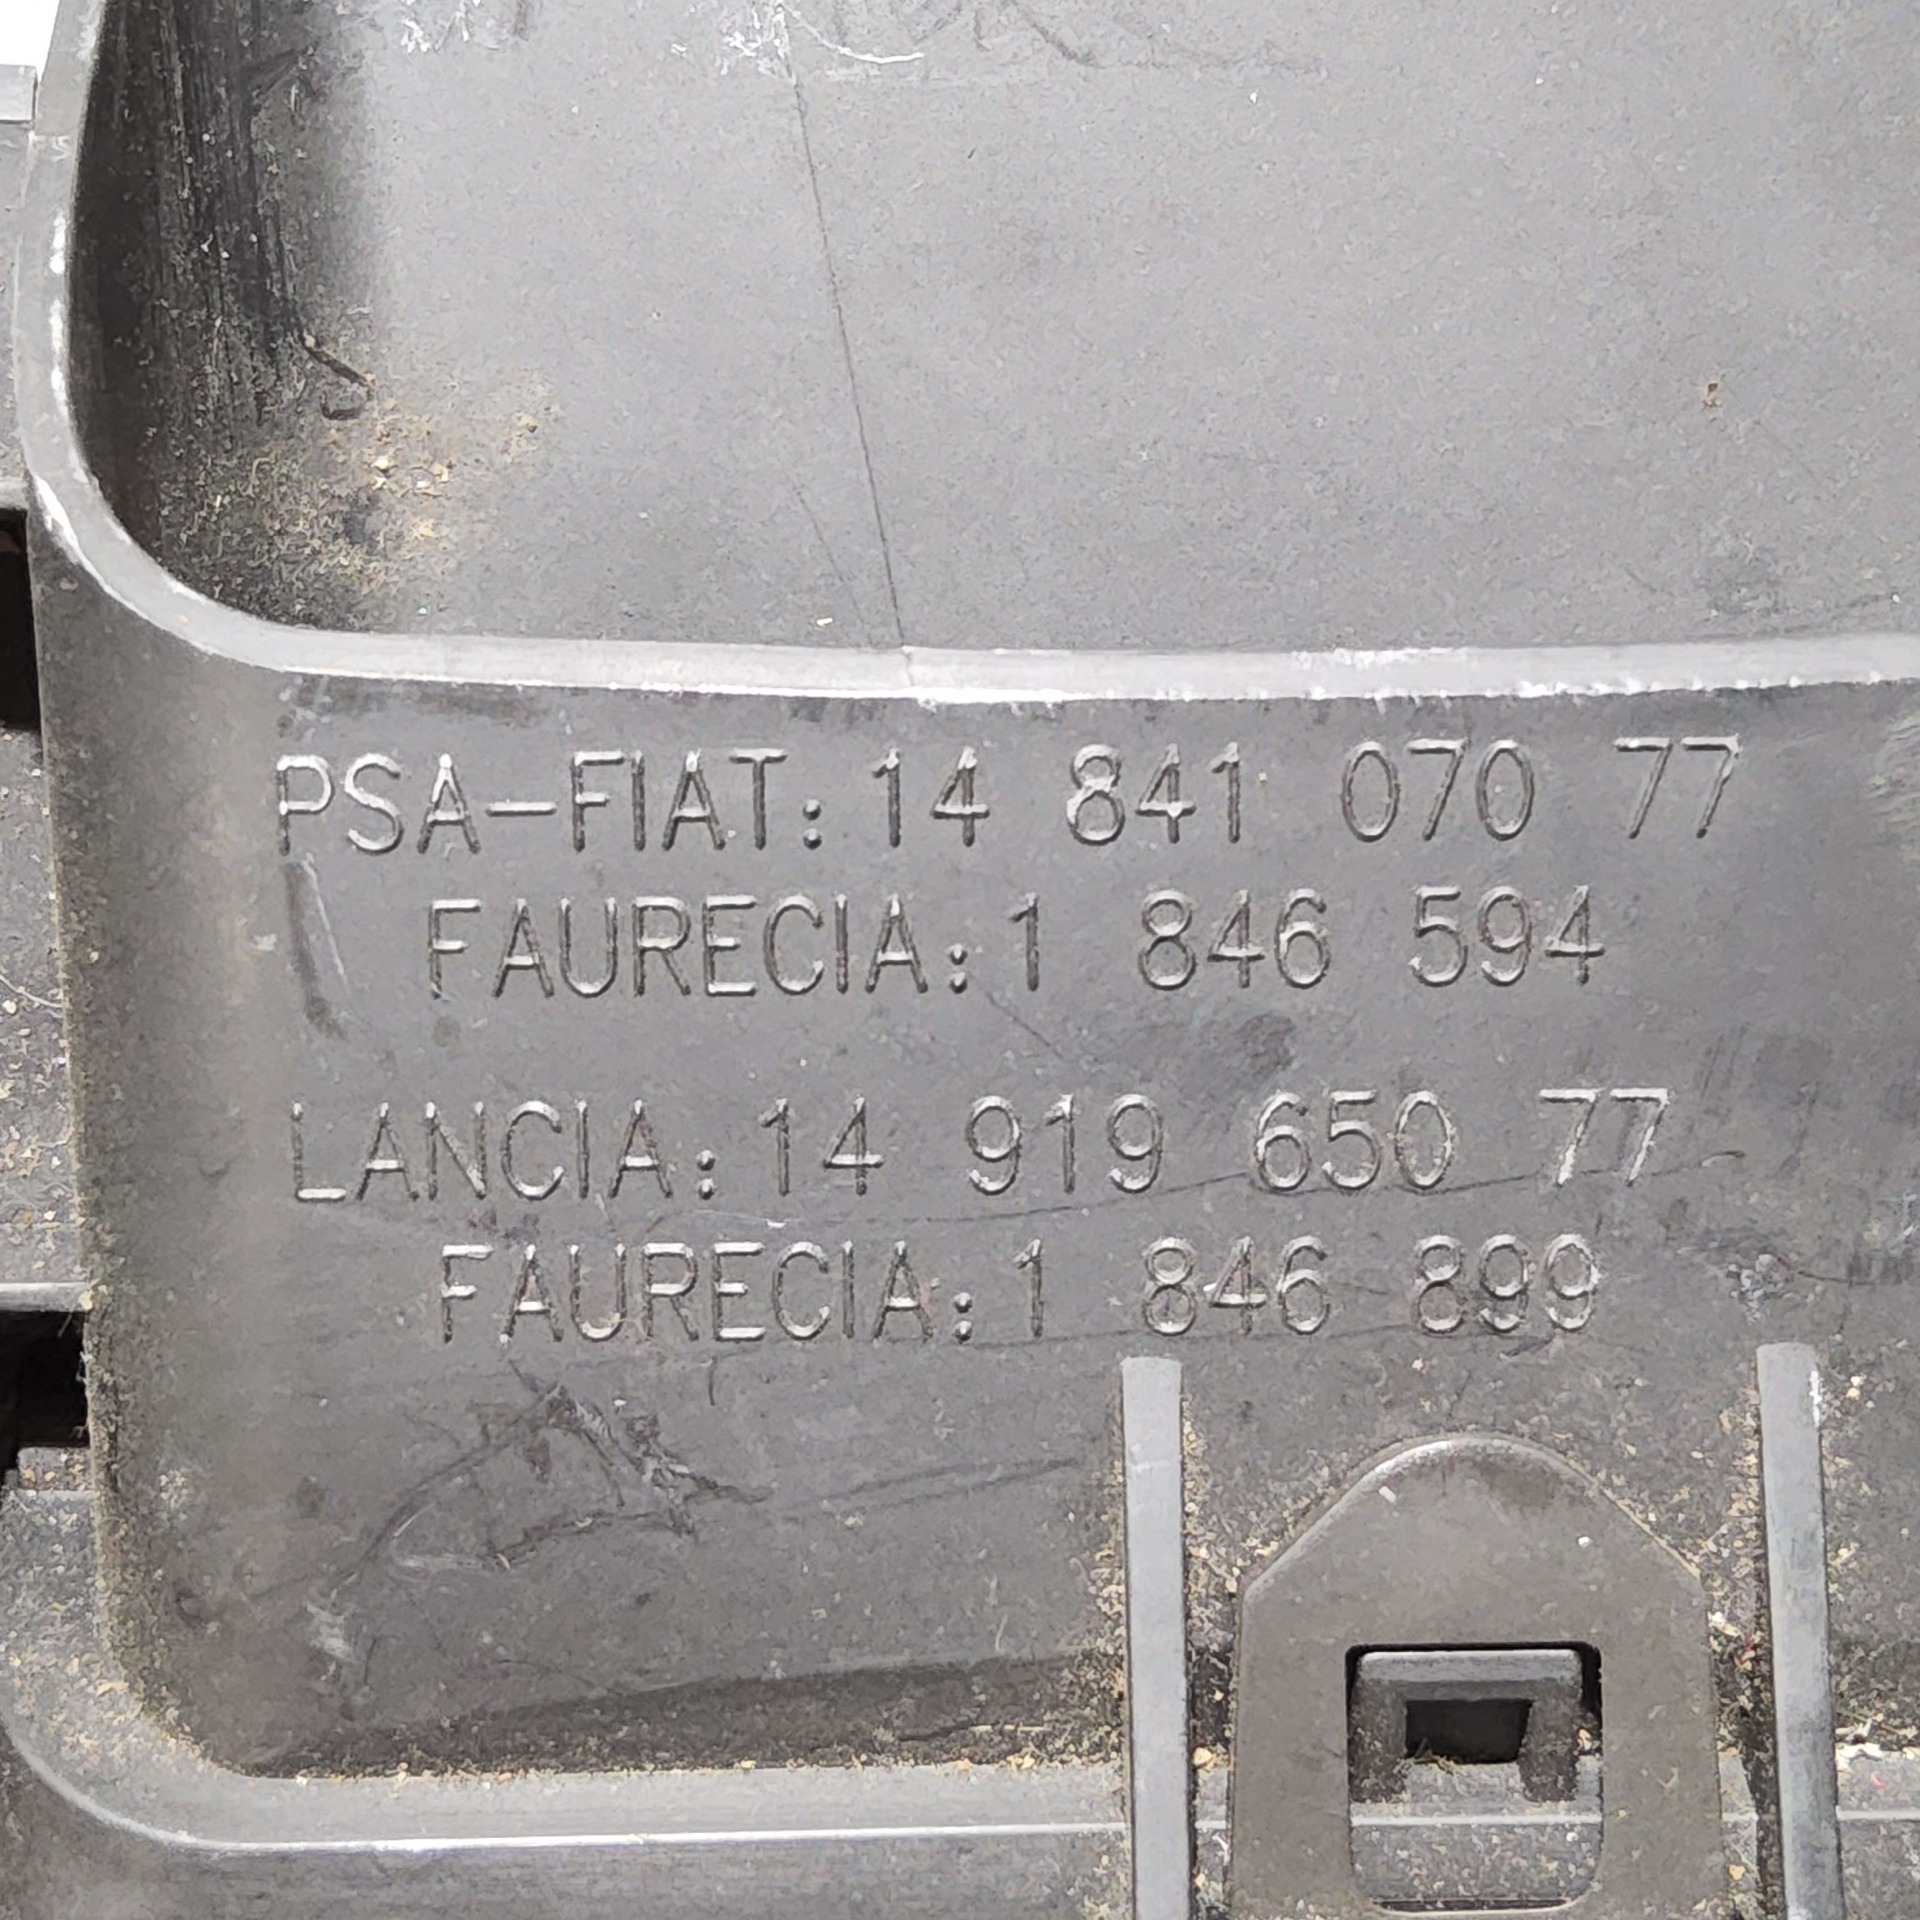 PSA-FIAT: 14 841 070 77
FAURECIA: 1 846 594
LANCIA: 14 919 650 77
FAURECIA: 1 846 899